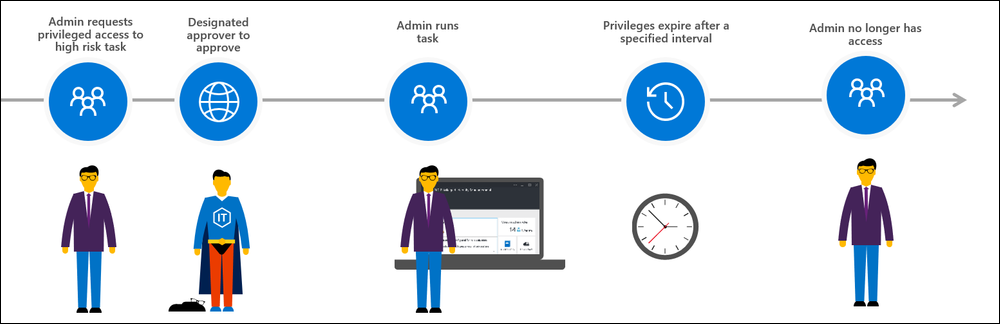 Admin requests
privileged access to
high risk task
Designated
approver to
approve
Admin runs
task
Privileges expire after a
specified interval
Admin no longer has
access
IT